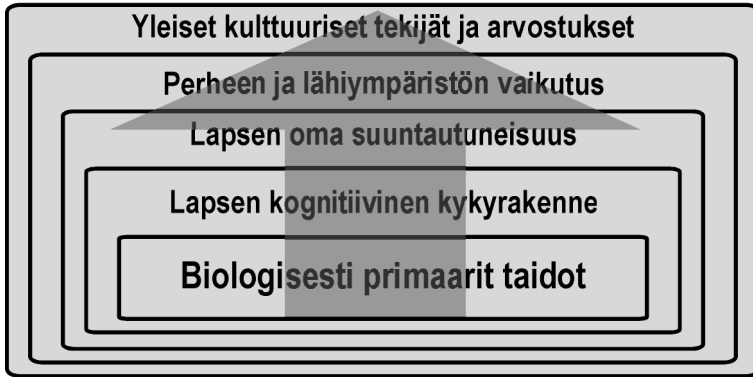 Yleiset kulttuuriset tekijät ja arvostukset
Perheen ja lähiympäristön vaikutus
Lapsen oma suuntautuneisuus
Lapsen kognitiivinen kykyrakenne
Biologisesti primaarit taidot